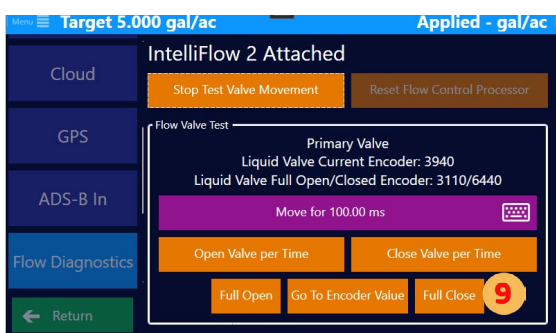 Menu Target 5.000 gal/ac Applied - gal/ac
IntelliFlow 2 Attached
Cloud
Stop Test Valve Movement Reset Flow Control Processor
Flow Valve Test
GPS
Primary Valve
Liquid Valve Current Encoder: 3940
Liquid Valve Full Open/Closed Encoder: 3110/6440
ADS-B In
Move for 100.00 ms
Flow Diagnostics
Open Valve per Time Close Valve per Time
Full Open Go To Encoder Value Full Close 9
Return